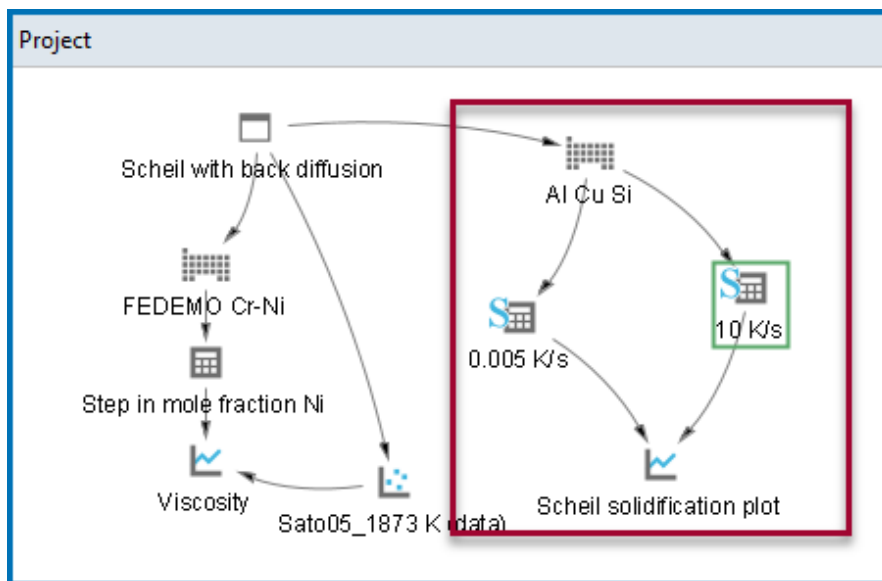 Project
Scheil with back diffusion
Al Cu Si
FEDEMO Cr-Ni
S
0.005 K/s
S
10 K/s
Step in mole fraction Ni
Viscosity
Sato05_1873 K (data)
Scheil solidification plot